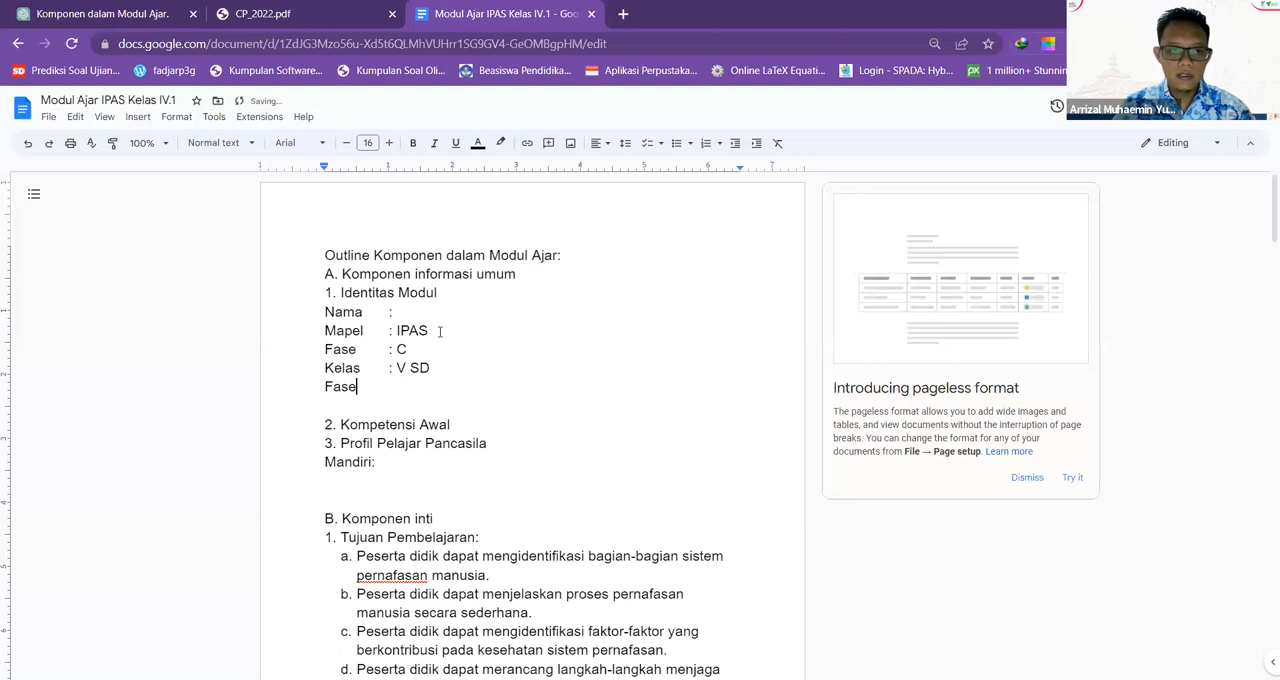 Komponen dalam Modul Ajar.
CP_2022.pdf
Modul Ajar IPAS Kelas IV.1 - Goo
docs.google.com/document/d/1ZdJG3Mzo56u-Xd5t6QLMhVUHrr1SG9GV4-GeOMBgpHM/edit
Prediksi Soal Ujian...
fadjarp3g
Kumpulan Software...
Kumpulan Soal Oli...
Beasiswa Pendidika...
Aplikasi Perpustaka...
Online LaTeX Equati...
Login - SPADA: Hyb...
1 million+ Stunnin
Arrizal Muhaemin Yu...
Modul Ajar IPAS Kelas IV.1
Saving...
File Edit View Insert Format Tools Extensions Help
100% Normal text Arial 16 Editing
Outline Komponen dalam Modul Ajar:
A. Komponen informasi umum
1. Identitas Modul
Nama :
Mapel : IPAS
Fase : C
Kelas : V SD
Fase
2. Kompetensi Awal
3. Profil Pelajar Pancasila
Mandiri:
B. Komponen inti
1. Tujuan Pembelajaran:
a. Peserta didik dapat mengidentifikasi bagian-bagian sistem
pernafasan manusia.
b. Peserta didik dapat menjelaskan proses pernafasan
manusia secara sederhana.
c. Peserta didik dapat mengidentifikasi faktor-faktor yang
berkontribusi pada kesehatan sistem pernafasan.
d. Peserta didik dapat merancang langkah-langkah menjaga
Introducing pageless format
The pageless format allows you to add wide images and
tables, and view documents without the interruption of page
breaks. You can change the format for any of your
documents from File → Page setup. Learn more
Dismiss Try it